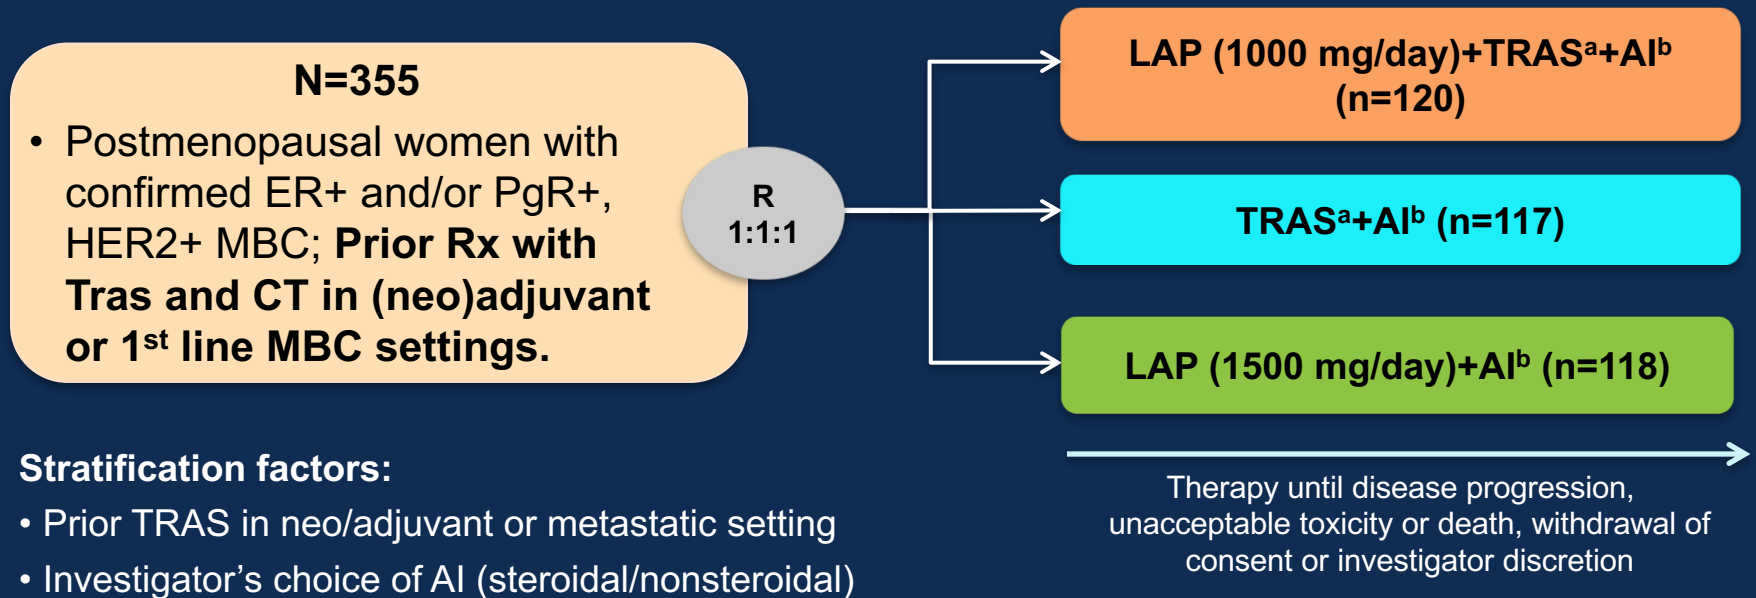 N=355
• Postmenopausal women with
confirmed ER+ and/or PgR+,
HER2+ MBC; Prior Rx with
Tras and CT in (neo)adjuvant
or 1st line MBC settings.
R
1:1:1
LAP (1000 mg/day)+TRASᵃ+AIᵇ
(n=120)
TRASᵃ+AIᵇ (n=117)
LAP (1500 mg/day)+AIᵇ (n=118)
Stratification factors:
• Prior TRAS in neo/adjuvant or metastatic setting
• Investigator’s choice of AI (steroidal/nonsteroidal)
Therapy until disease progression,
unacceptable toxicity or death, withdrawal of
consent or investigator discretion